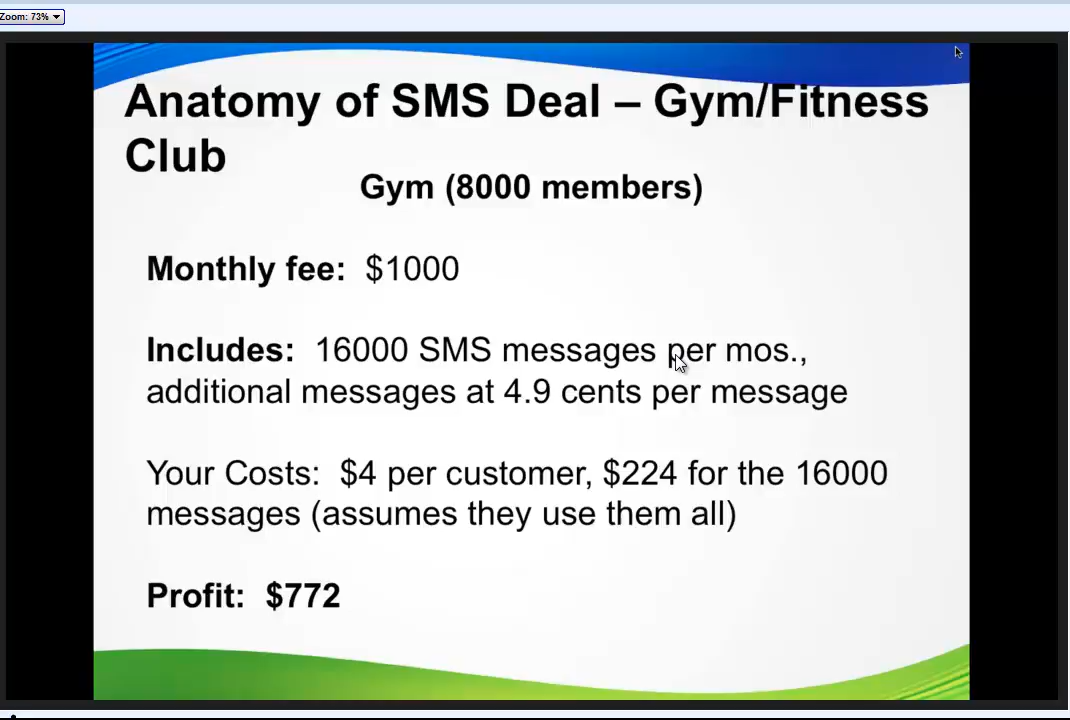 Zoom: 73%
Anatomy of SMS Deal – Gym/Fitness
Club
Gym (8000 members)
Monthly fee: $1000
Includes: 16000 SMS messages per mos.,
additional messages at 4.9 cents per message
Your Costs: $4 per customer, $224 for the 16000
messages (assumes they use them all)
Profit: $772